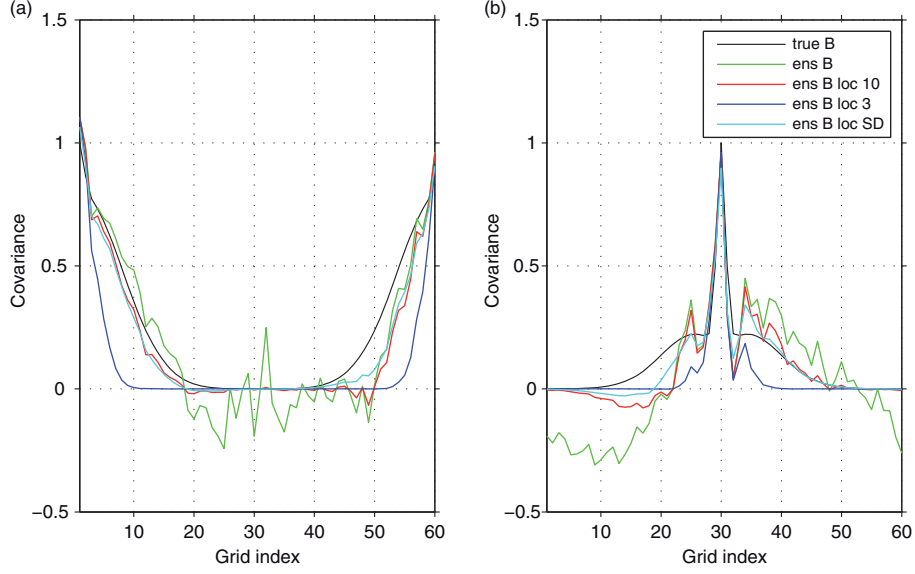 (a)
1.5
1
0.5
0
−0.5
Covariance
10
20
30
40
50
60
Grid index
(b)
1.5
1
0.5
0
−0.5
Covariance
10
20
30
40
50
60
Grid index
true B
ens B
ens B loc 10
ens B loc 3
ens B loc SD